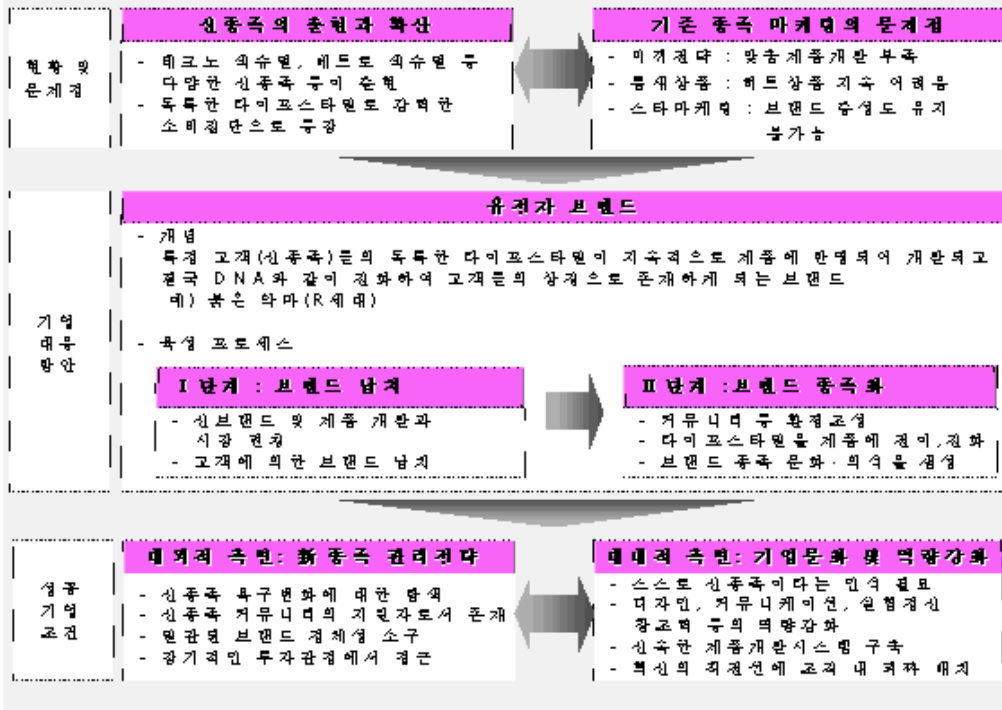 신종족의 출현과 확산
기존 종족 마케팅의 문제점
현황 및
문제점
- 테크노 섹슈얼, 메트로 섹슈얼 등
다양한 신종족 등이 출현
- 독특한 라이프스타일로 강력한
소비집단으로 등장
- 미끼전략 : 맞춤제품개발 부족
- 틈새상품 : 히트상품 지속 어려움
- 스타마케팅 : 브랜드 충성도 유지
불가능
유전자 브랜드
기업
대응
방안
- 개념
특정 고객(신종족)들의 독특한 라이프스타일이 지속적으로 제품에 반영되어 개발되고
결국 DNA와 같이 진화하여 고객들의 상징으로 존재하게 되는 브랜드
예) 붉은 악마(R세대)
- 육성 프로세스
I 단계 : 브랜드 납치
- 신브랜드 및 제품 개발과
시장 런칭
- 고객에 의한 브랜드 납치
II 단계 :브랜드 종족화
- 커뮤니티 등 환경조성
- 라이프스타일을 제품에 전이,진화
- 브랜드 종족 문화·의식을 생성
성공
기업
조건
대외적 측면: 新 종족 관리전략
- 신종족 욕구변화에 대한 탐색
- 신종족 커뮤니티의 지원자로서 존재
- 일관된 브랜드 정체성 소구
- 장기적인 투자관점에서 접근
대내적 측면: 기업문화 및 역량강화
- 스스로 신종족이라는 인식 필요
- 디자인, 커뮤니케이션, 실험정신
창조력 등의 역량강화
- 신속한 제품개발시스템 구축
- 혁신의 최전선에 조직 내 괴짜 배치